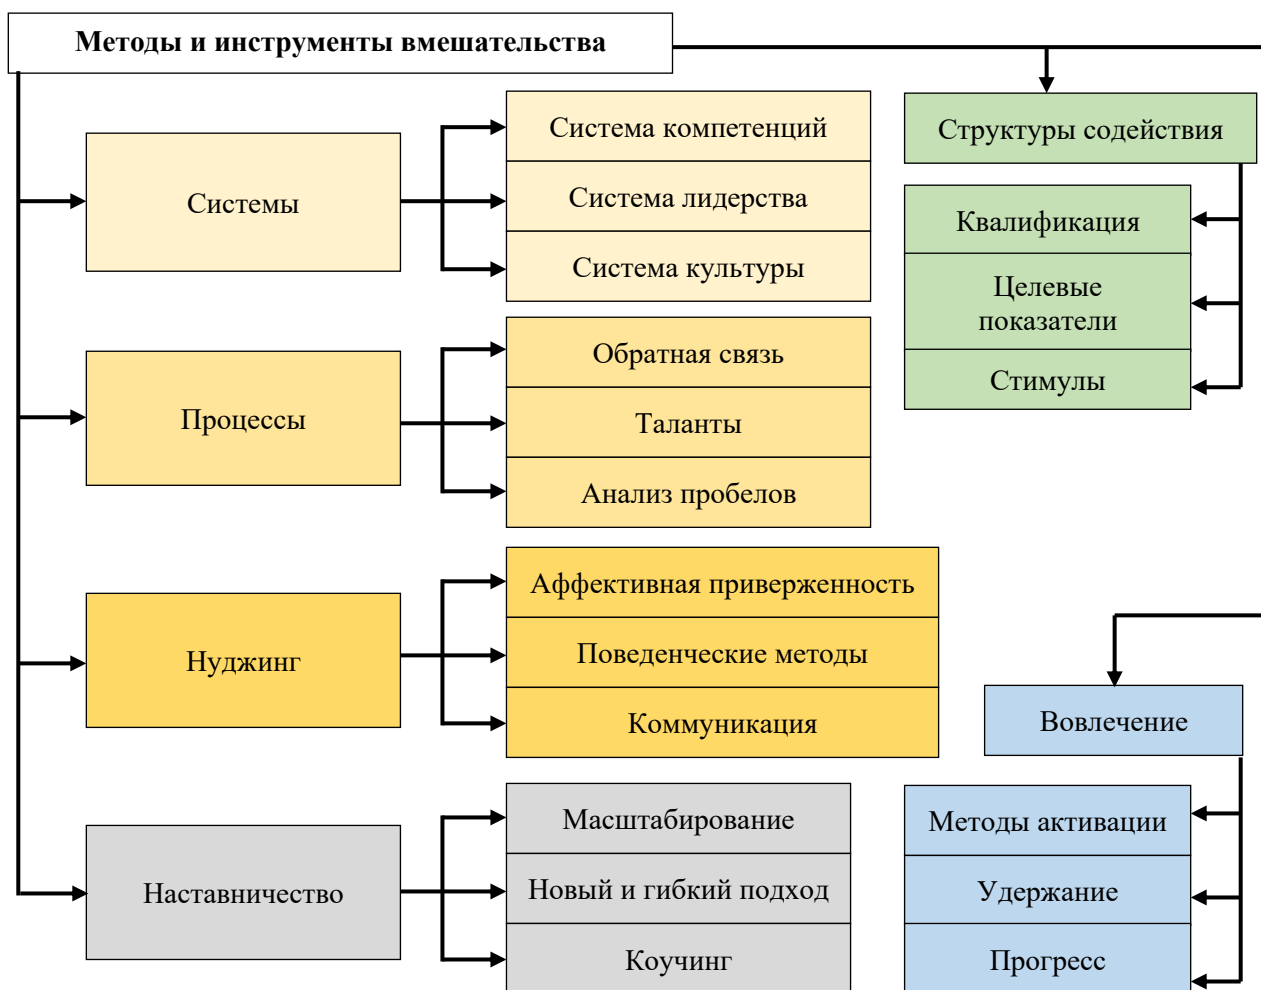 Методы и инструменты вмешательства
Системы
Система компетенций
Система лидерства
Система культуры
Процессы
Обратная связь
Таланты
Анализ пробелов
Нуджинг
Аффективная приверженность
Поведенческие методы
Коммуникация
Наставничество
Масштабирование
Новый и гибкий подход
Коучинг
Структуры содействия
Квалификация
Целевые
показатели
Стимулы
Вовлечение
Методы активации
Удержание
Прогресс